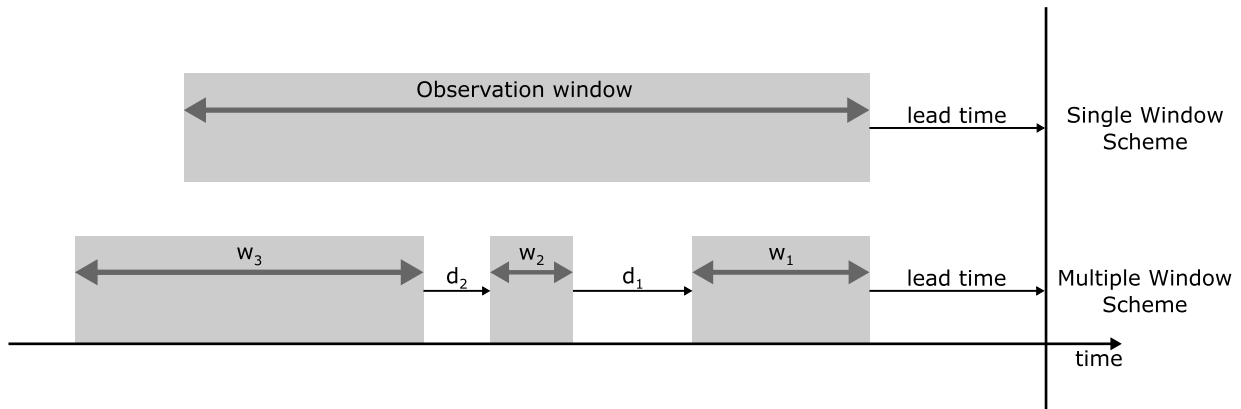 Observation window
lead time
Single Window
Scheme
w₃
d₂
w₂
d₁
w₁
lead time
Multiple Window
Scheme
time